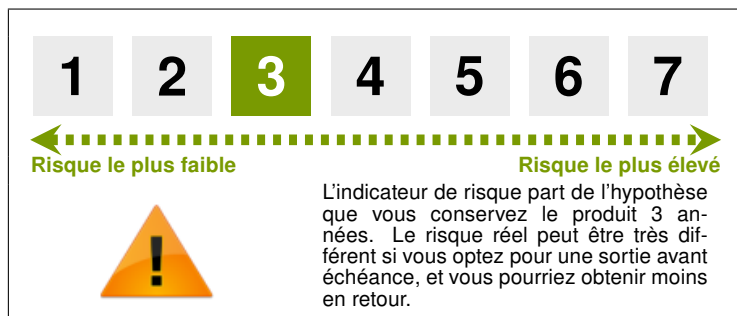 1 2 3 4 5 6 7
Risque le plus faible Risque le plus élevé
L'indicateur de risque part de l'hypothèse
que vous conservez le produit 3 an-
nées. Le risque réel peut être très dif-
férent si vous optez pour une sortie avant
échéance, et vous pourriez obtenir moins
en retour.
!